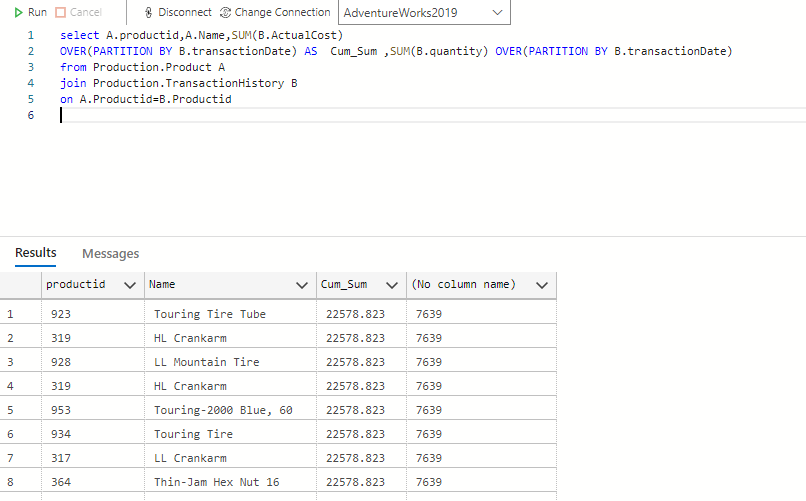 Run Cancel Disconnect Change Connection AdventureWorks2019
1 select A.productid,A.Name,SUM(B.ActualCost)
2 OVER(PARTITION BY B.transactionDate) AS  Cum_Sum ,SUM(B.quantity) OVER(PARTITION BY B.transactionDate)
3 from Production.Product A
4 join Production.TransactionHistory B
5 on A.Productid=B.Productid
6
Results Messages
productid Name Cum_Sum (No column name)
1 923 Touring Tire Tube 22578.823 7639
2 319 HL Crankarm 22578.823 7639
3 928 LL Mountain Tire 22578.823 7639
4 319 HL Crankarm 22578.823 7639
5 953 Touring-2000 Blue, 60 22578.823 7639
6 934 Touring Tire 22578.823 7639
7 317 LL Crankarm 22578.823 7639
8 364 Thin-Jam Hex Nut 16 22578.823 7639